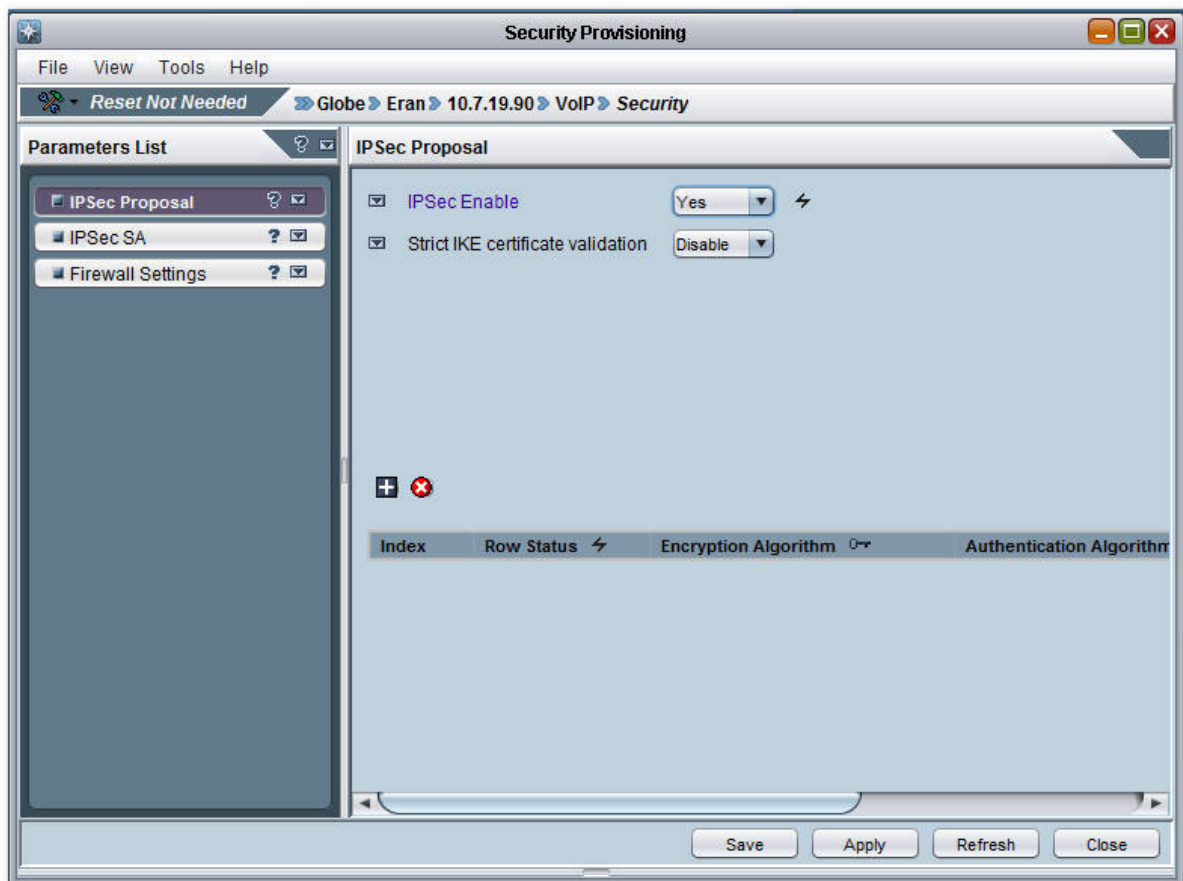 Security Provisioning
File View Tools Help
Reset Not Needed Globe Eran 10.7.19.90 VoIP Security
Parameters List
IPSec Proposal
IPSec SA
Firewall Settings
IPSec Proposal
IPSec Enable Yes
Strict IKE certificate validation Disable
Index Row Status Encryption Algorithm Authentication Algorithm
Save Apply Refresh Close